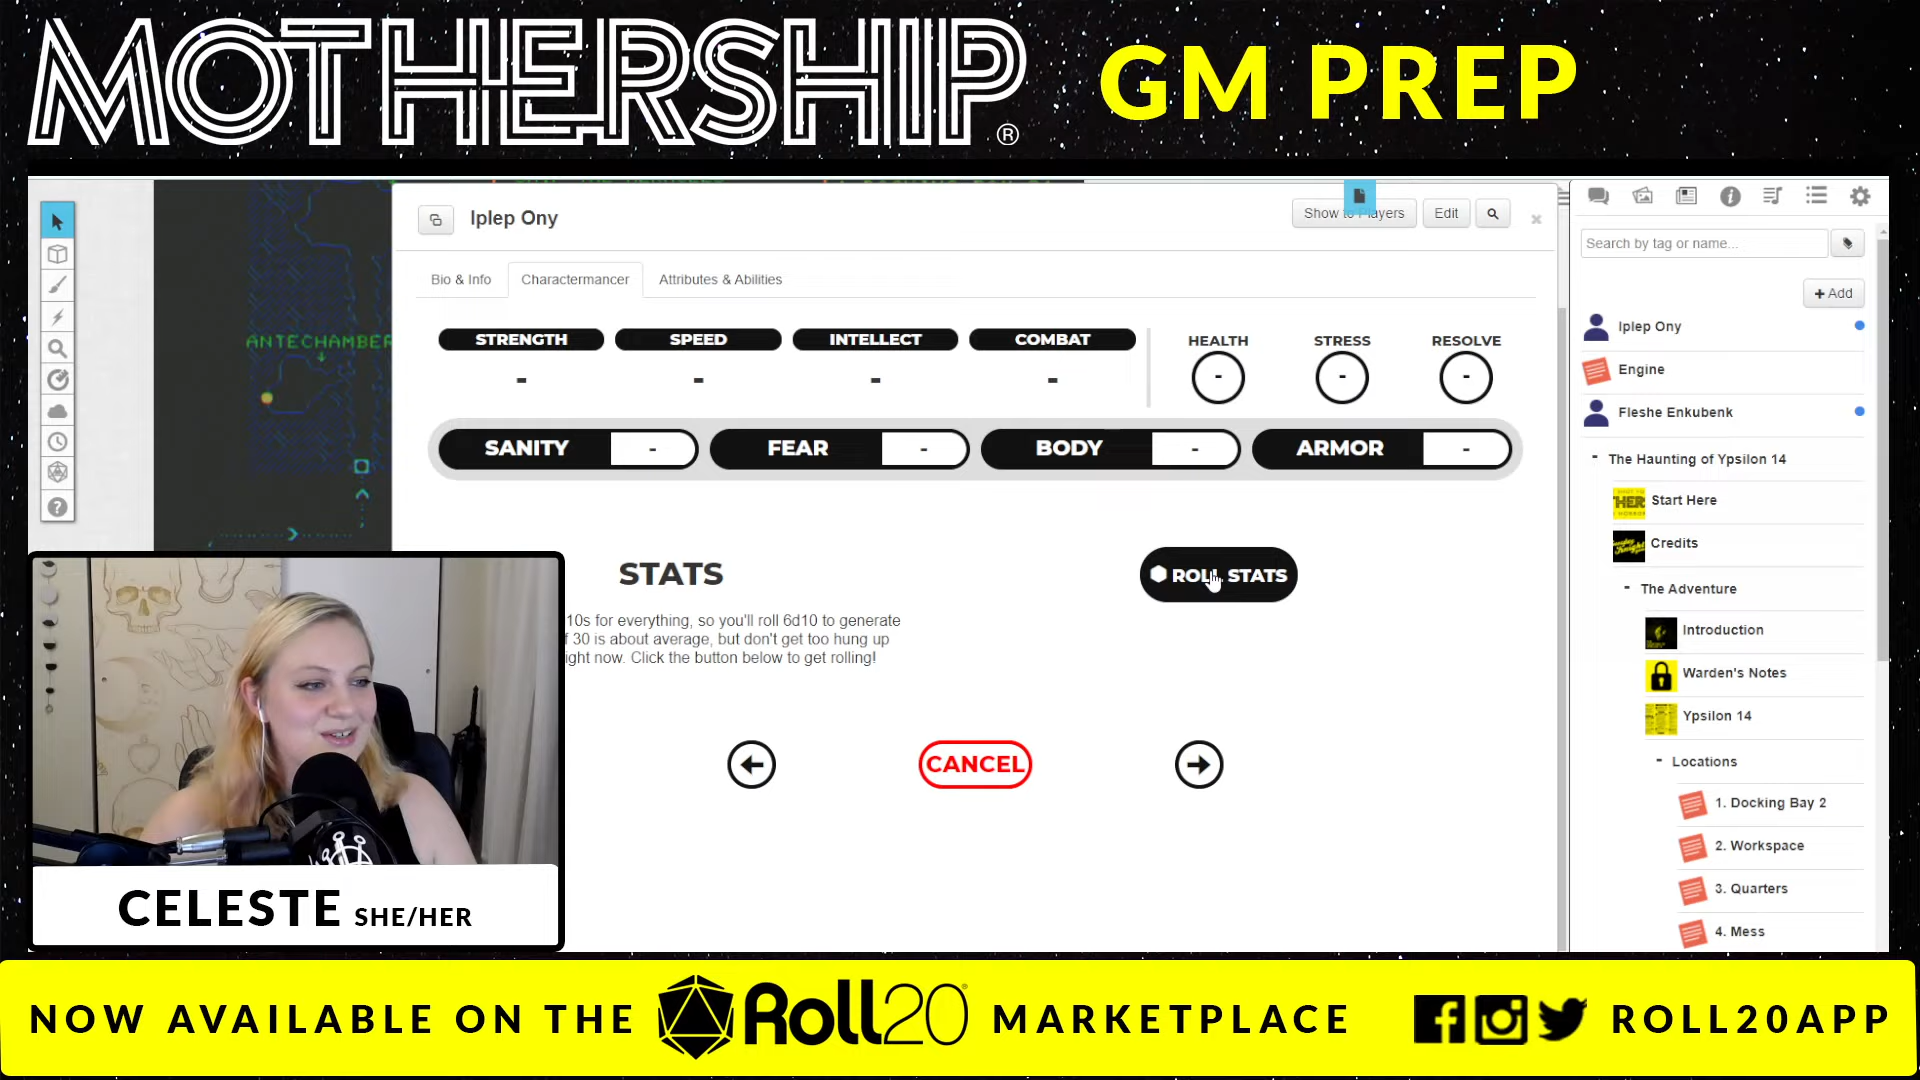 MOTHERSHIP® GM PREP
Iplep Ony
Show to Players
Edit
Bio & Info
Charactermancer
Attributes & Abilities
STRENGTH SPEED INTELLECT COMBAT
- - - -
HEALTH STRESS RESOLVE
- - -
SANITY - FEAR - BODY - ARMOR -
ANTECHAMBER
STATS
ROLL STATS
10s for everything, so you'll roll 6d10 to generate
f 30 is about average, but don't get too hung up
ight now. Click the button below to get rolling!
CANCEL
Search by tag or name...
+ Add
Iplep Ony
Engine
Fleshe Enkubenk
- The Haunting of Ypsilon 14
Start Here
Credits
- The Adventure
Introduction
Warden's Notes
Ypsilon 14
- Locations
1. Docking Bay 2
2. Workspace
3. Quarters
4. Mess
CELESTE SHE/HER
NOW AVAILABLE ON THE Roll20® MARKETPLACE ROLL20APP